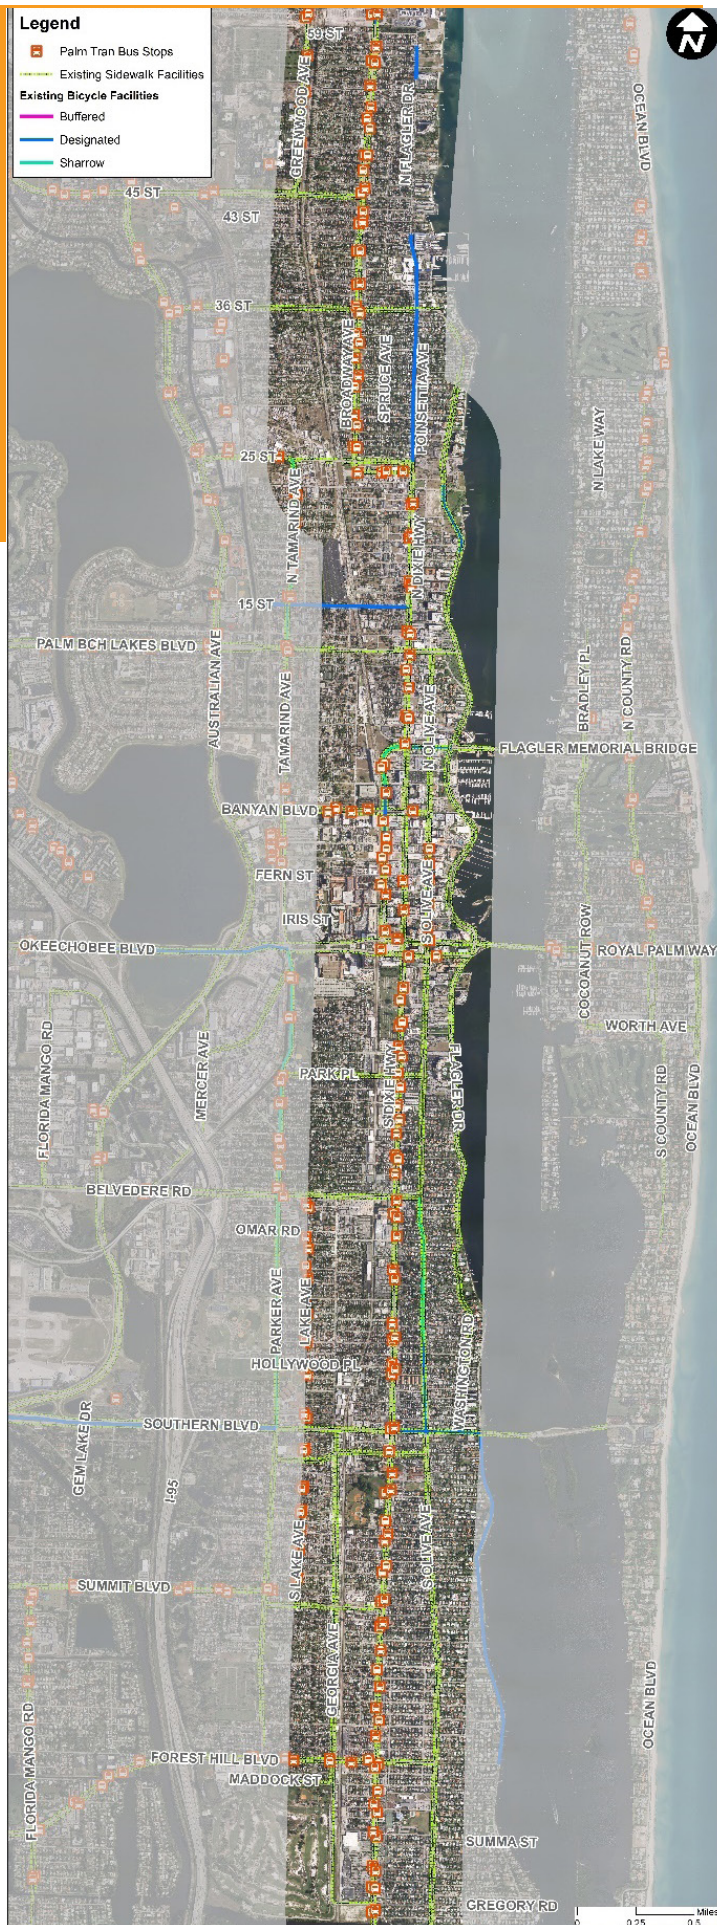 Legend
Palm Tran Bus Stops
Existing Sidewalk Facilities
Existing Bicycle Facilities
Buffered
Designated
Sharrow
N
59 ST
GREENWOOD AVE
N FLAGLER DR
OCEAN BLVD
45 ST
43 ST
36 ST
BROADWAY AVE
SPRUCE AVE
POINSETTIA AVE
N LAKE WAY
25 ST
N TAMARIND AVE
N DIXIE HWY
15 ST
PALM BCH LAKES BLVD
AUSTRALIAN AVE
TAMARIND AVE
N OLIVE AVE
BRADLEY PL
N COUNTY RD
FLAGLER MEMORIAL BRIDGE
BANYAN BLVD
FERN ST
S OLIVE AVE
IRIS ST
OKEECHOBEE BLVD
COCOANUT ROW
ROYAL PALM WAY
WORTH AVE
FLORIDA MANGO RD
MERCER AVE
PARK PL
S DIXIE HWY
FLAGLER DR
S COUNTY RD
OCEAN BLVD
BELVEDERE RD
OMAR RD
PARKER AVE
LAKE AVE
HOLLYWOOD PL
WASHINGTON RD
SOUTHERN BLVD
GEM LAKE DR
I-95
S LAKE AVE
S OLIVE AVE
SUMMIT BLVD
GEORGIA AVE
OCEAN BLVD
FLORIDA MANGO RD
FOREST HILL BLVD
MADDOCK ST
SUMMA ST
GREGORY RD
Miles
0 0.25 0.5